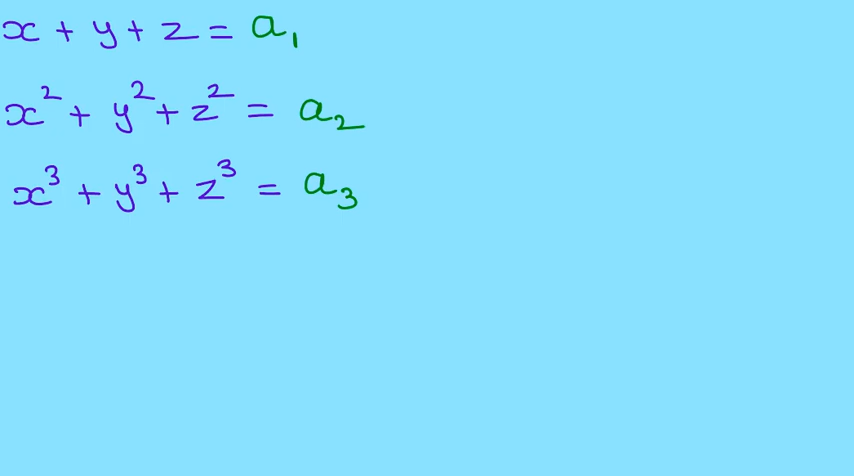 x + y + z = a₁
x² + y² + z² = a₂
x³ + y³ + z³ = a₃